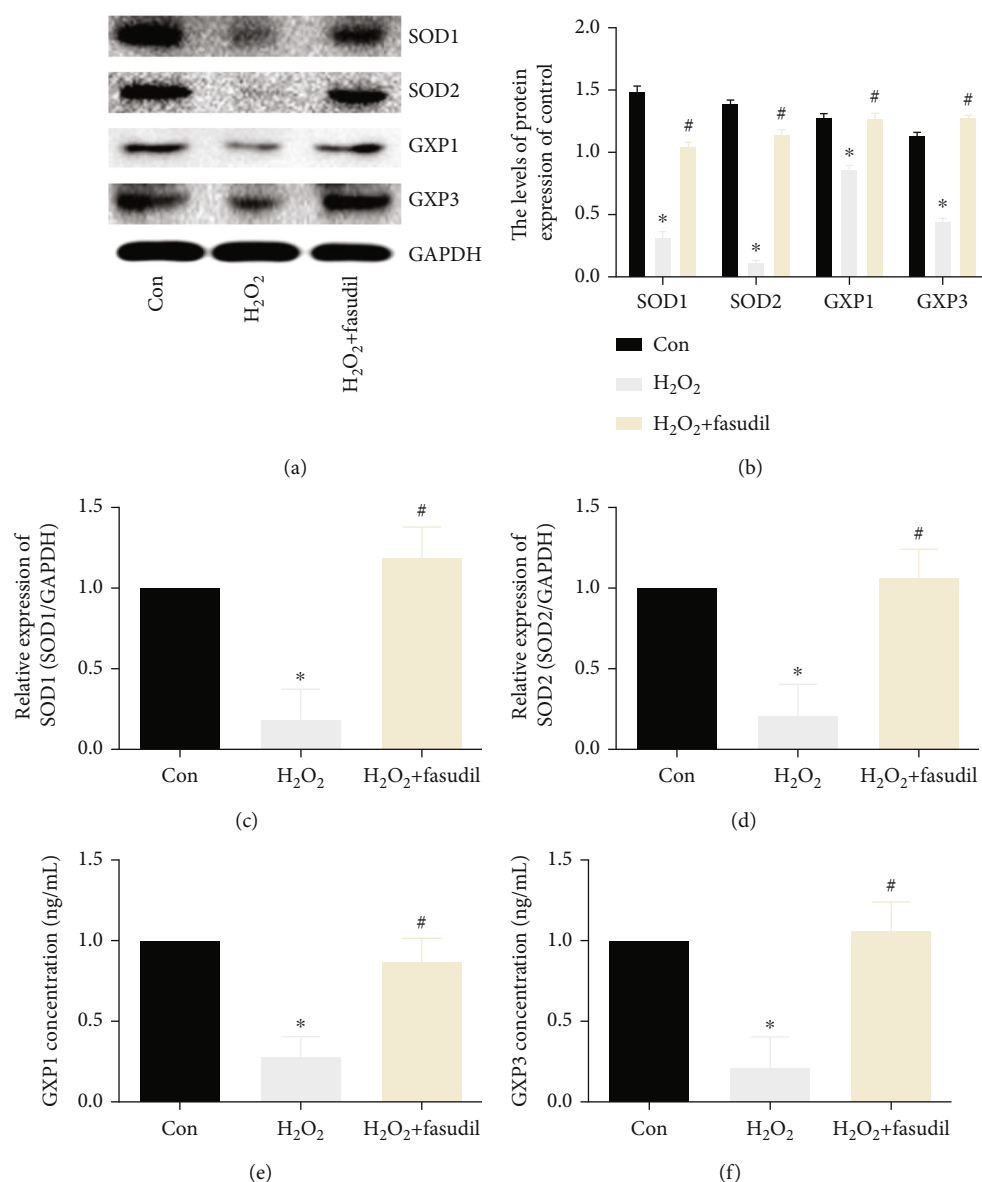 SOD1
SOD2
GXP1
GXP3
GAPDH
Con
H₂O₂
H₂O₂+fasudil
(a)
The levels of protein
expression of control
2.0
1.5
1.0
0.5
0.0
*
#
*
#
*
#
*
#
SOD1 SOD2 GXP1 GXP3
Con
H₂O₂
H₂O₂+fasudil
(b)
Relative expression of
SOD1 (SOD1/GAPDH)
1.5
1.0
0.5
0.0
*
#
Con H₂O₂ H₂O₂+fasudil
(c)
Relative expression of
SOD2 (SOD2/GAPDH)
1.5
1.0
0.5
0.0
*
#
Con H₂O₂ H₂O₂+fasudil
(d)
GXP1 concentration (ng/mL)
1.5
1.0
0.5
0.0
*
#
Con H₂O₂ H₂O₂+fasudil
(e)
GXP3 concentration (ng/mL)
1.5
1.0
0.5
0.0
*
#
Con H₂O₂ H₂O₂+fasudil
(f)